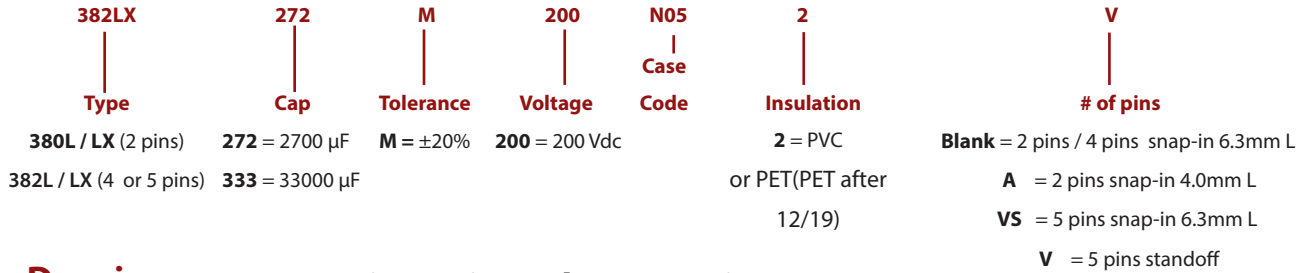 382LX 272 M 200 N05 2 V
Case
Type Cap Tolerance Voltage Code Insulation # of pins
380L / LX (2 pins) 272 = 2700 µF M = ±20% 200 = 200 Vdc 2 = PVC Blank = 2 pins / 4 pins snap-in 6.3mm L
382L / LX (4 or 5 pins) 333 = 33000 µF or PET(PET after A = 2 pins snap-in 4.0mm L
12/19) VS = 5 pins snap-in 6.3mm L
V = 5 pins standoff